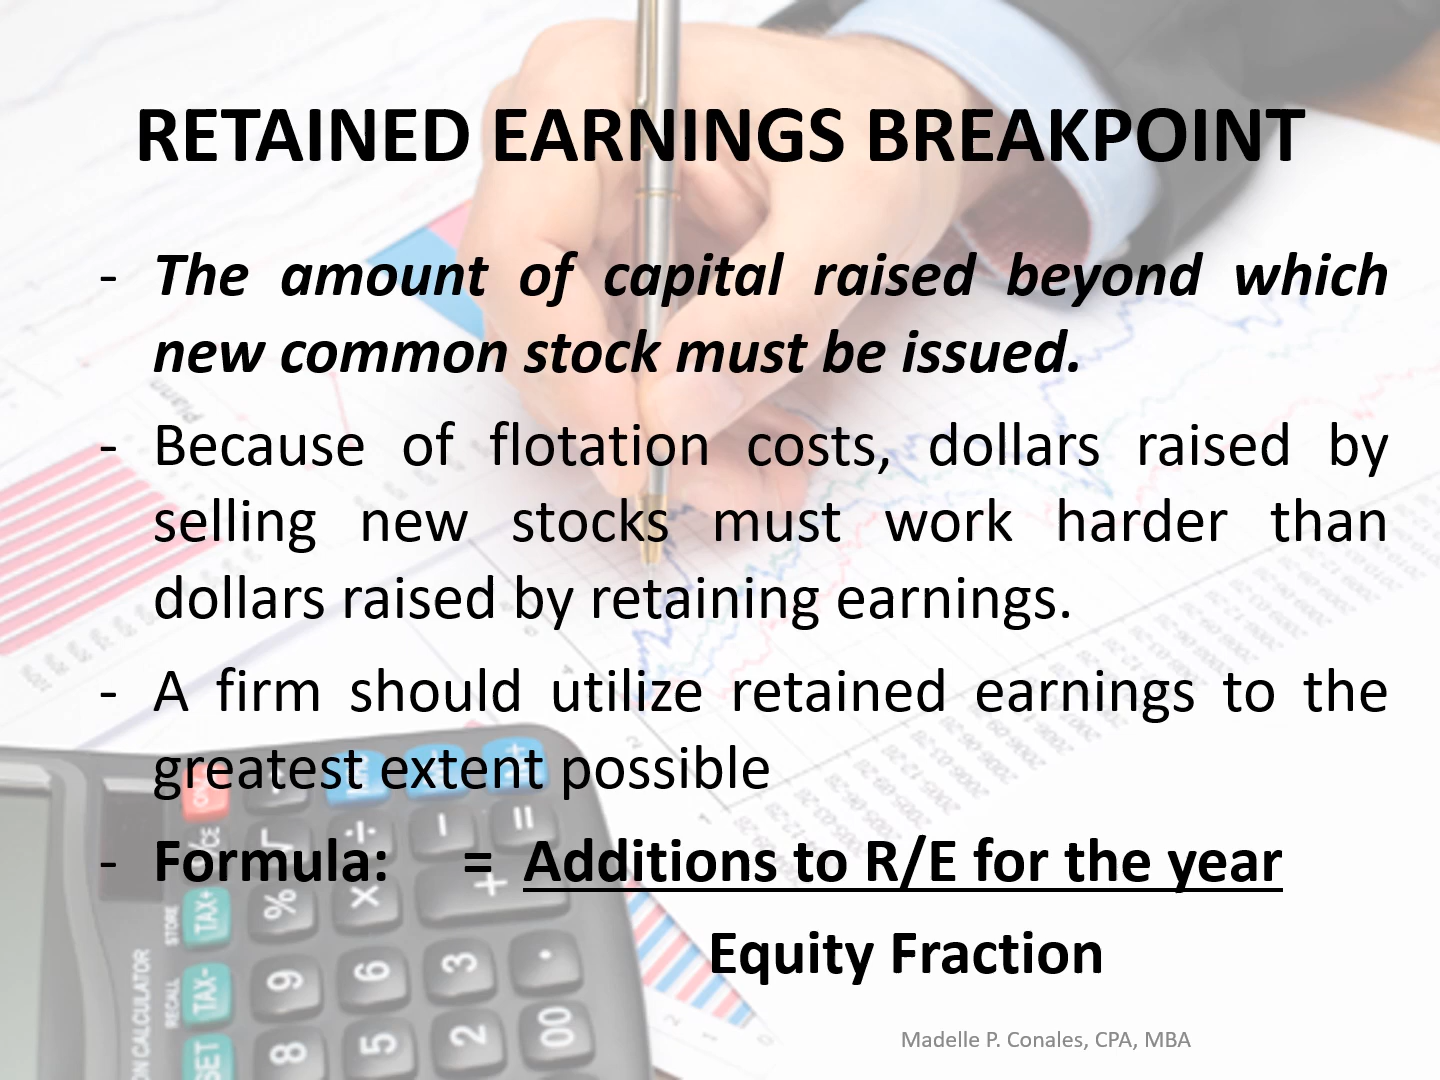 RETAINED EARNINGS BREAKPOINT
- The amount of capital raised beyond which
new common stock must be issued.
- Because of flotation costs, dollars raised by
selling new stocks must work harder than
dollars raised by retaining earnings.
- A firm should utilize retained earnings to the
greatest extent possible
- Formula: = Additions to R/E for the year
Equity Fraction
Madelle P. Conales, CPA, MBA